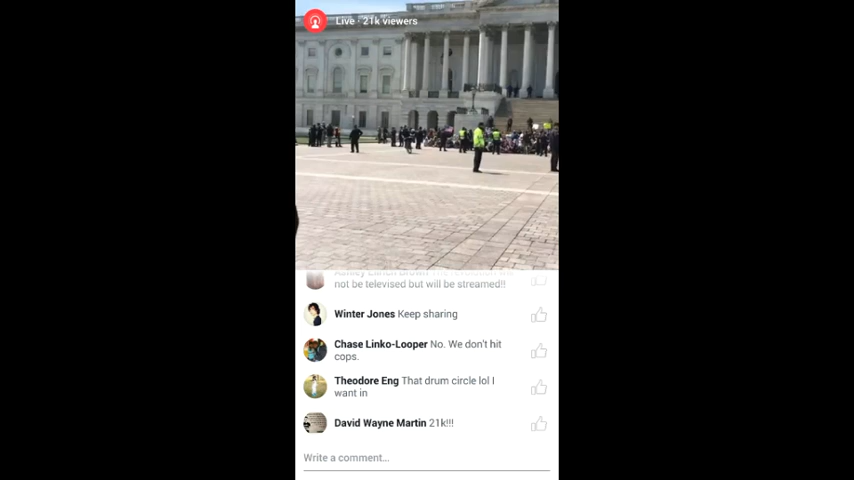 Live · 21k viewers
not be televised but will be streamed!!
Winter Jones Keep sharing
Chase Linko-Looper No. We don't hit
cops.
Theodore Eng That drum circle lol I
want in
David Wayne Martin 21k!!!
Write a comment...